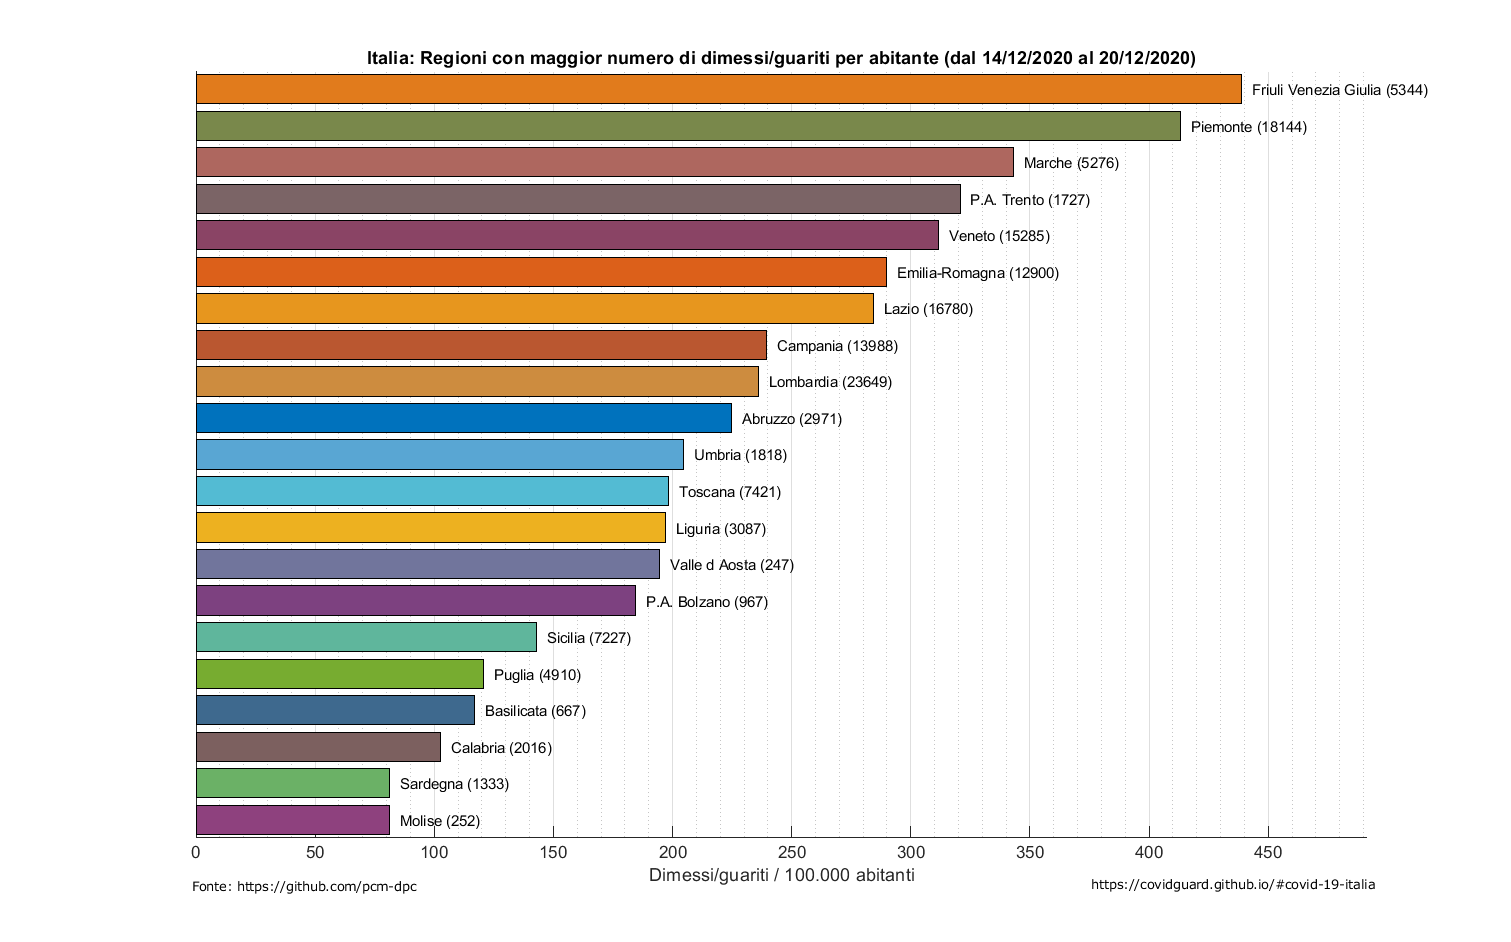 Italia: Regioni con maggior numero di dimessi/guariti per abitante (dal 14/12/2020 al 20/12/2020)
Friuli Venezia Giulia (5344)
Piemonte (18144)
Marche (5276)
P.A. Trento (1727)
Veneto (15285)
Emilia-Romagna (12900)
Lazio (16780)
Campania (13988)
Lombardia (23649)
Abruzzo (2971)
Umbria (1818)
Toscana (7421)
Liguria (3087)
Valle d Aosta (247)
P.A. Bolzano (967)
Sicilia (7227)
Puglia (4910)
Basilicata (667)
Calabria (2016)
Sardegna (1333)
Molise (252)
0 50 100 150 200 250 300 350 400 450
Dimessi/guariti / 100.000 abitanti
Fonte: https://github.com/pcm-dpc
https://covidguard.github.io/#covid-19-italia